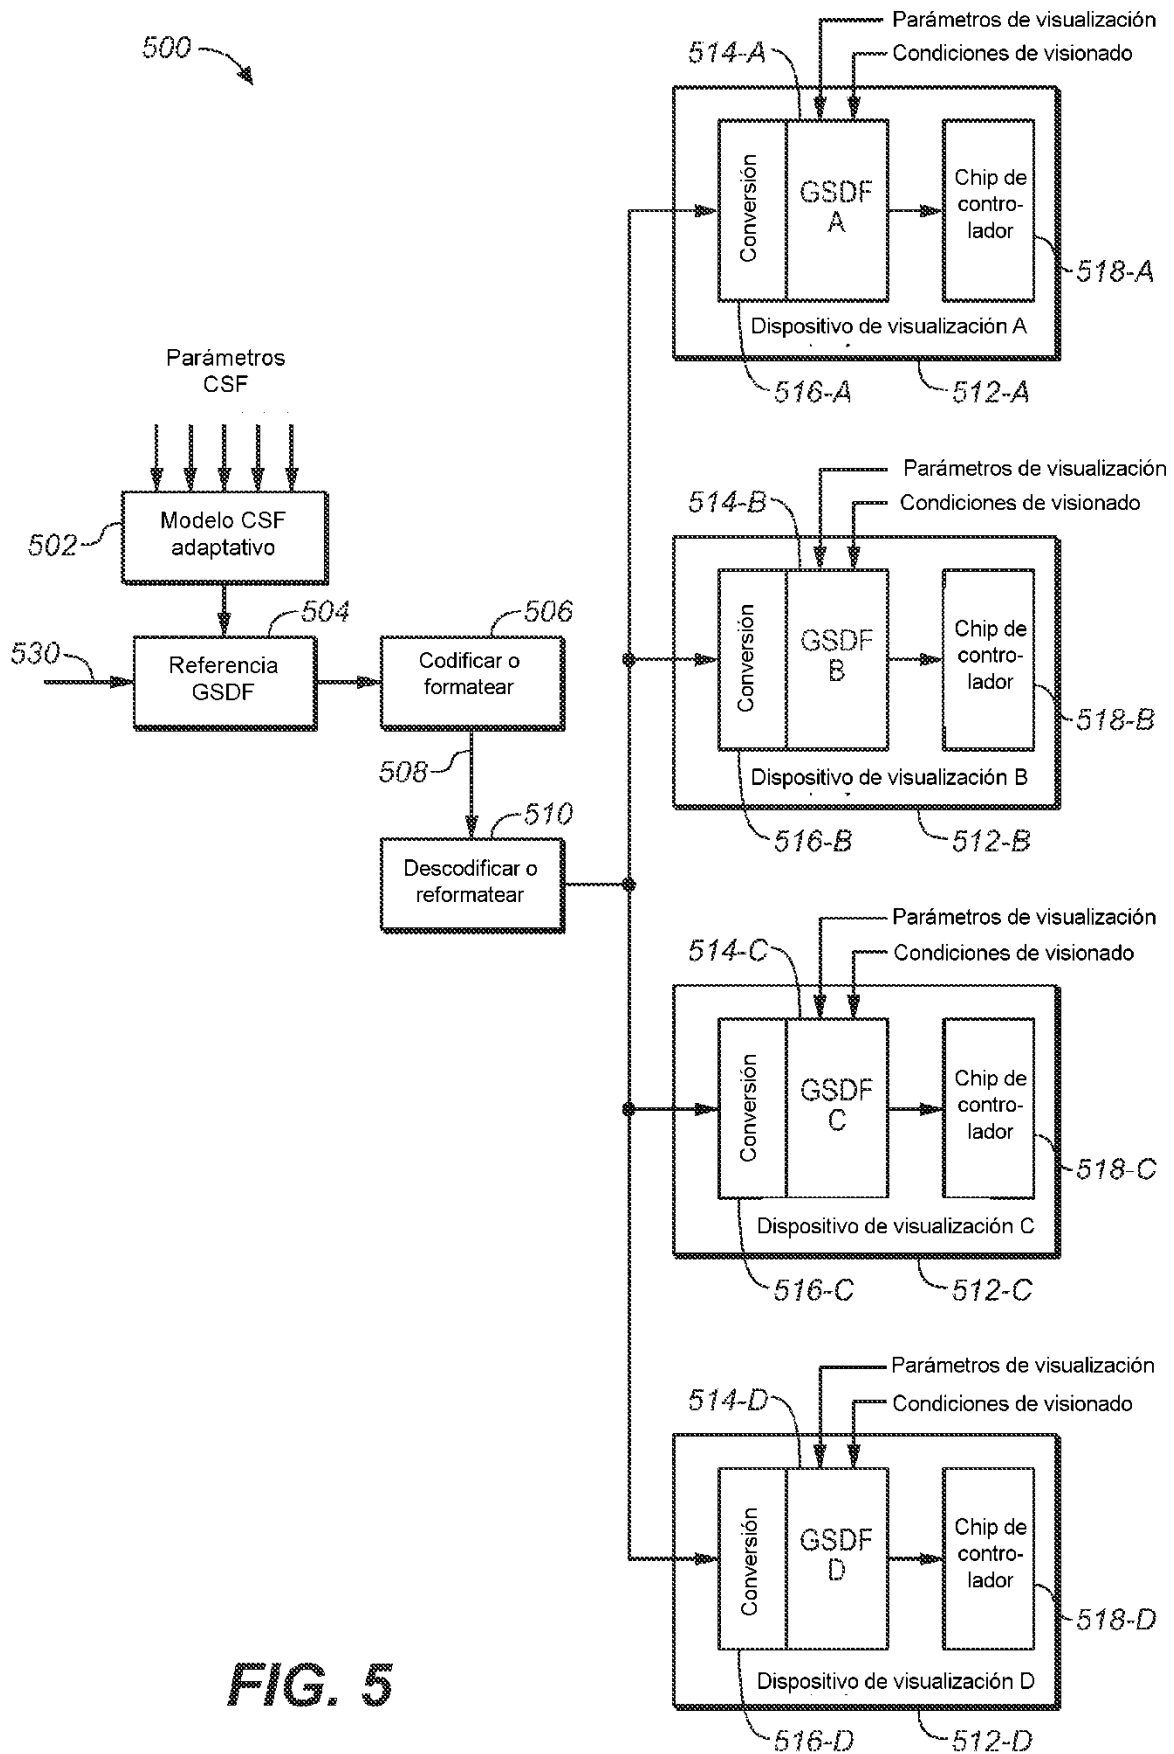 500
Parámetros
CSF
502
Modelo CSF
adaptativo
530
504
Referencia
GSDF
506
Codificar o
formatear
508
510
Descodificar o
reformatear
Parámetros de visualización
Condiciones de visionado
514-A
Conversión
GSDF
A
Chip de
contro-
lador
518-A
Dispositivo de visualización A
516-A
512-A
Parámetros de visualización
Condiciones de visionado
514-B
Conversión
GSDF
B
Chip de
contro-
lador
518-B
Dispositivo de visualización B
516-B
512-B
Parámetros de visualización
Condiciones de visionado
514-C
Conversión
GSDF
C
Chip de
contro-
lador
518-C
Dispositivo de visualización C
516-C
512-C
Parámetros de visualización
Condiciones de visionado
514-D
Conversión
GSDF
D
Chip de
contro-
lador
518-D
Dispositivo de visualización D
516-D
512-D
FIG. 5